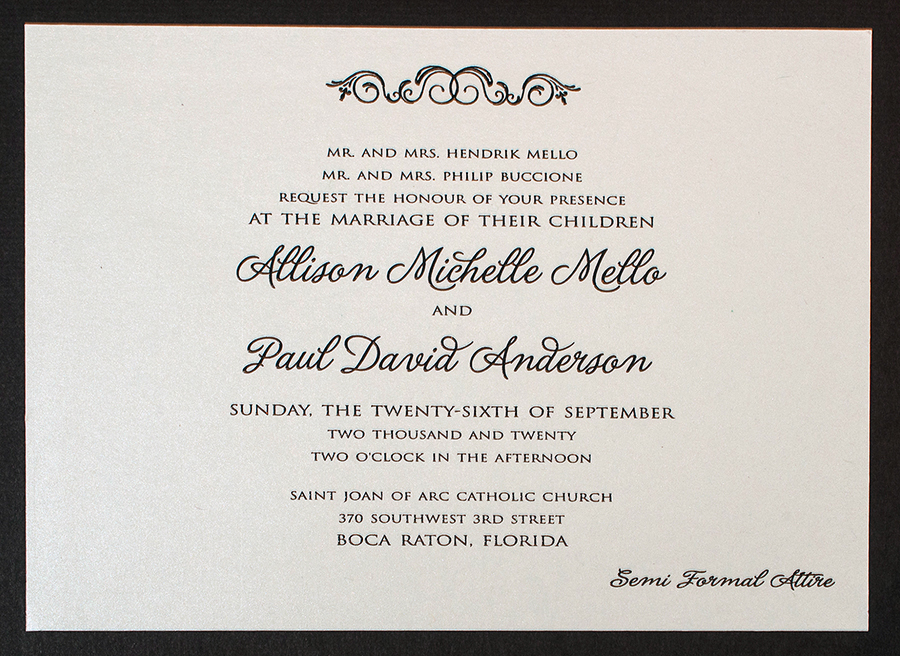 MR. AND MRS. HENDRIK MELLO
MR. AND MRS. PHILIP BUCCIONE
REQUEST THE HONOUR OF YOUR PRESENCE
AT THE MARRIAGE OF THEIR CHILDREN
Allison Michelle Mello
AND
Paul David Anderson
SUNDAY, THE TWENTY-SIXTH OF SEPTEMBER
TWO THOUSAND AND TWENTY
TWO O'CLOCK IN THE AFTERNOON
SAINT JOAN OF ARC CATHOLIC CHURCH
370 SOUTHWEST 3RD STREET
BOCA RATON, FLORIDA
Semi Formal Attire